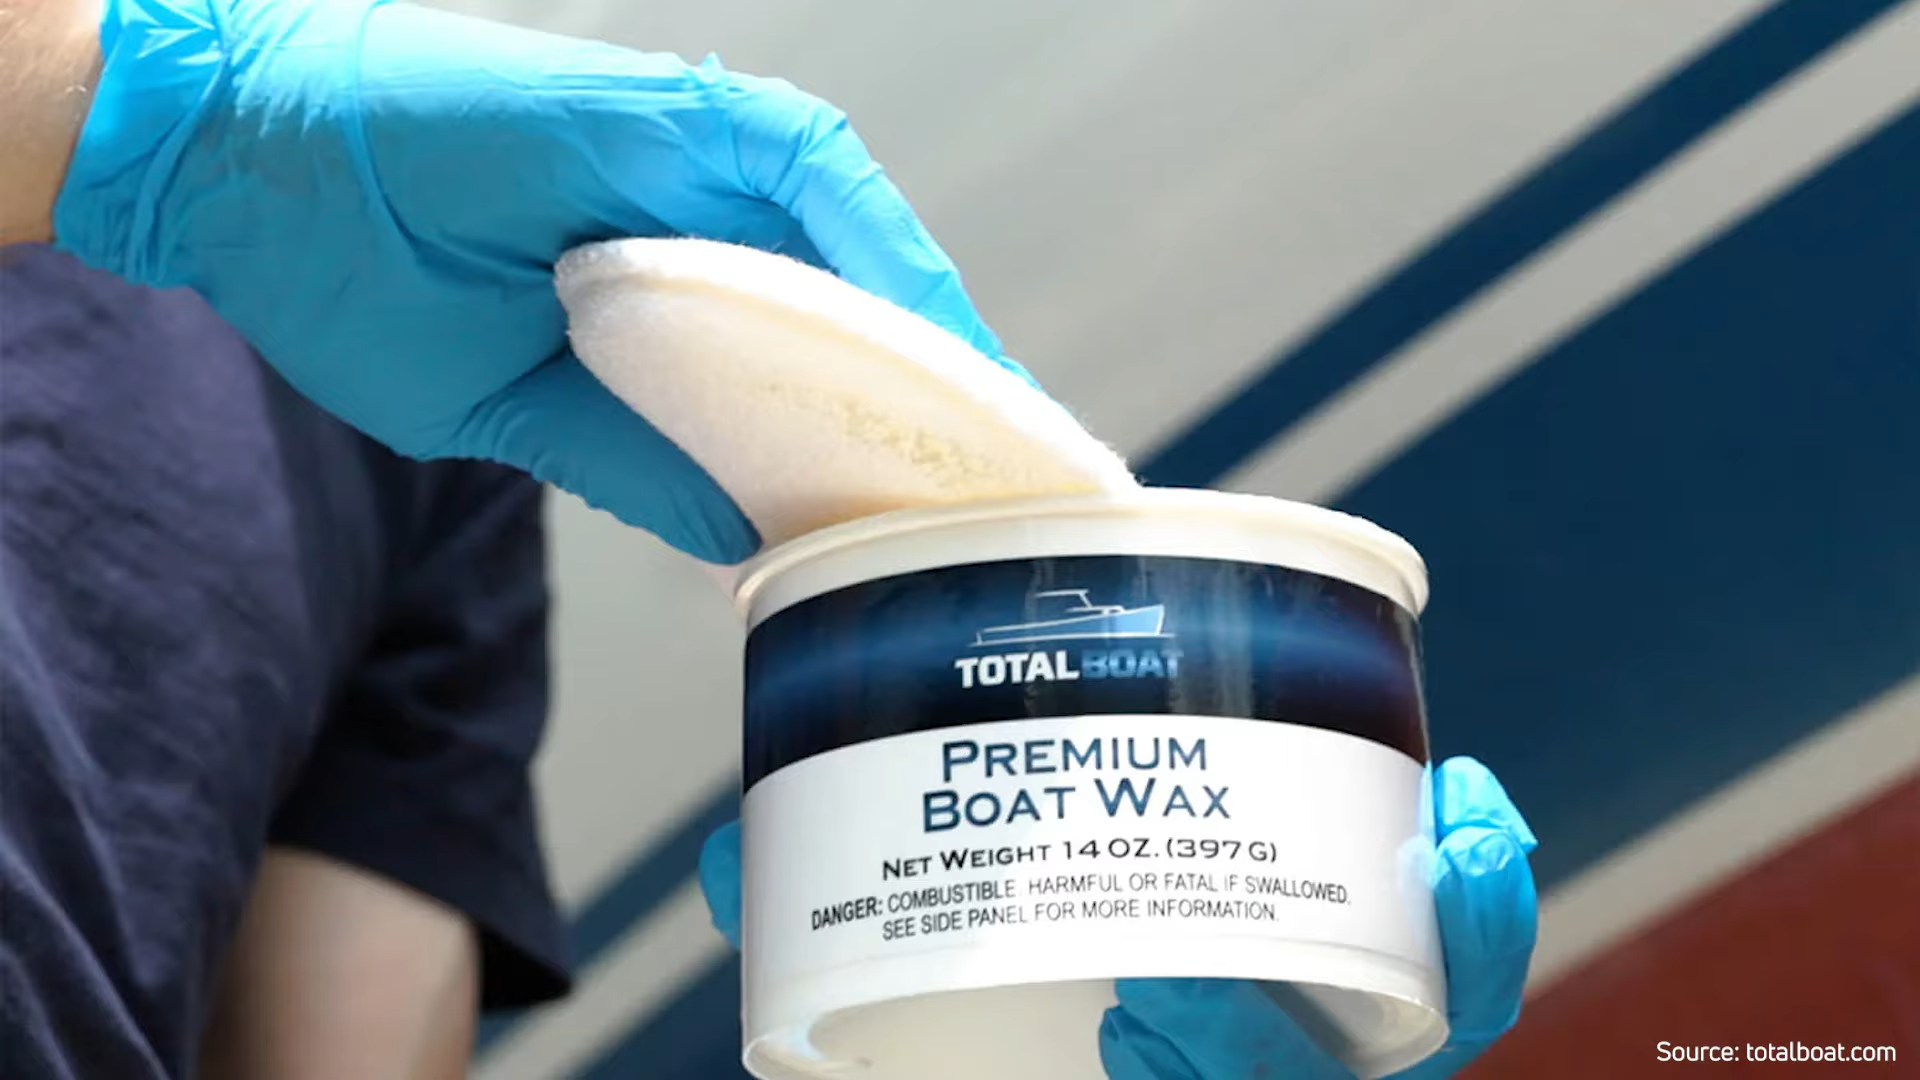 TOTALBOAT
PREMIUM
BOAT WAX
NET WEIGHT 14 OZ. (397 G)
DANGER: COMBUSTIBLE HARMFUL OR FATAL IF SWALLOWED.
SEE SIDE PANEL FOR MORE INFORMATION.
Source: totalboat.com